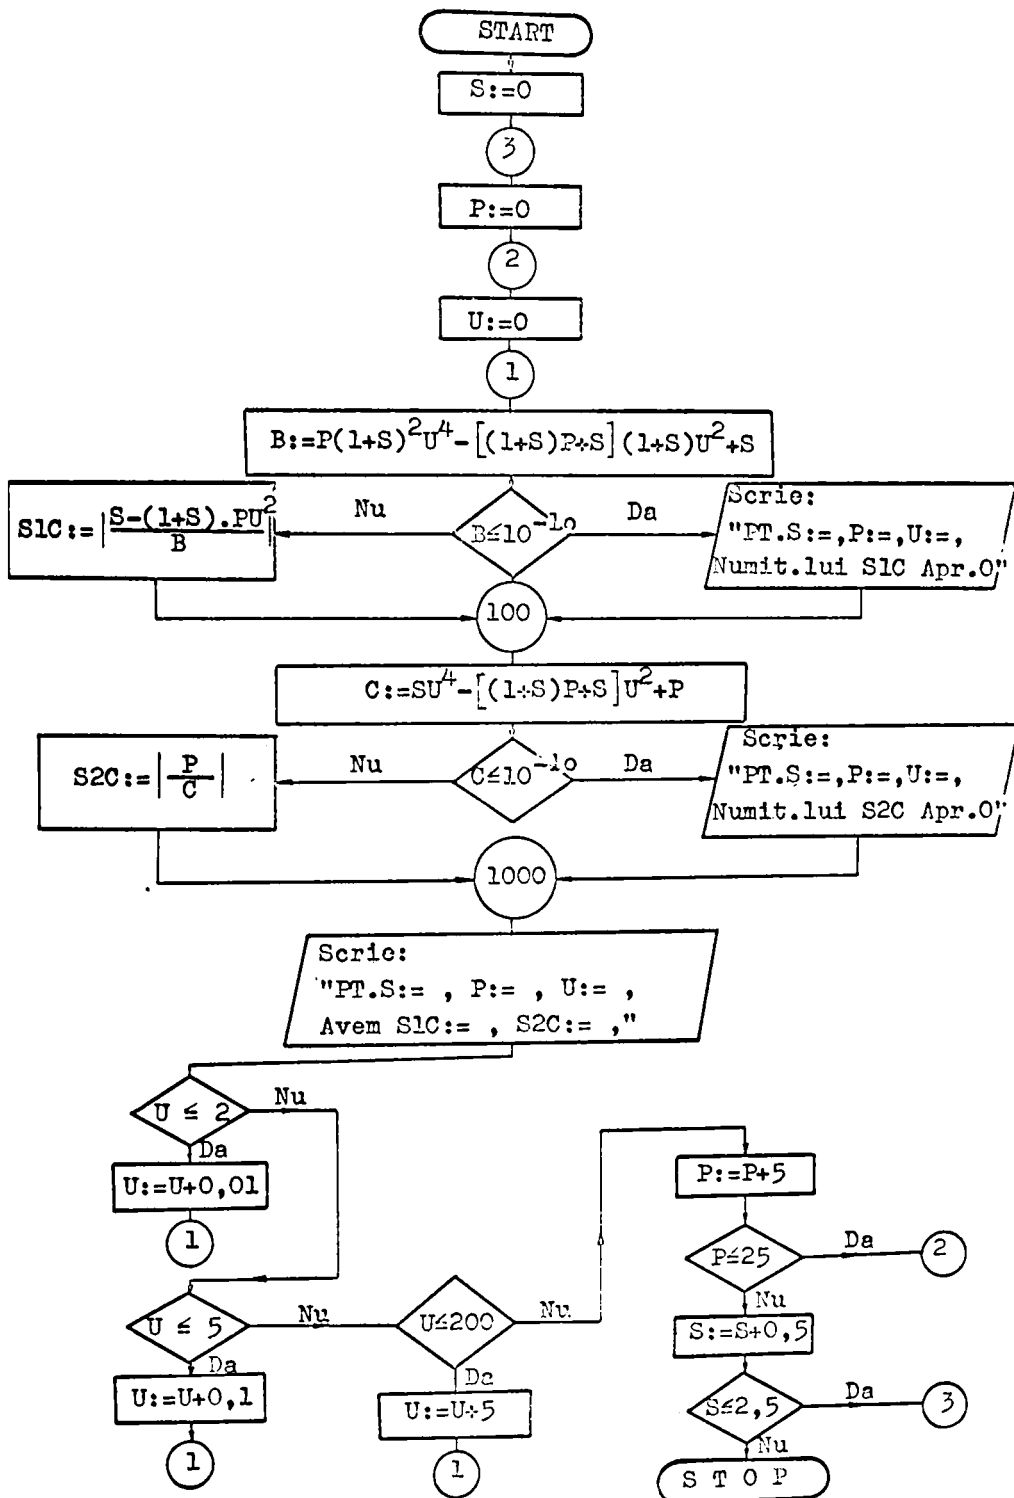 START
S:=0
3
P:=0
2
U:=0
1
B:=P(1+S)²U⁴-[(1+S)P+S](1+S)U²+S
S1C:=|S-(1+S).PU²/B|
Nu
B≤10⁻¹⁰
Da
Scrie:
"PT.S:=,P:=,U:=,
Numit.lui S1C Apr.0"
100
C:=SU⁴-[(1+S)P+S]U²+P
S2C:=|P/C|
Nu
C≤10⁻¹⁰
Da
Scrie:
"PT.S:=,P:=,U:=,
Numit.lui S2C Apr.0"
1000
Scrie:
"PT.S:= , P:= , U:= ,
Avem S1C:= , S2C:= ,"
U ≤ 2
Nu
Da
U:=U+0,01
1
U ≤ 5
Nu
Da
U:=U+0,1
1
U≤200
Nu
Da
U:=U+5
1
P:=P+5
P≤25
Da
2
Nu
S:=S+0,5
S≤2,5
Da
3
Nu
S T O P